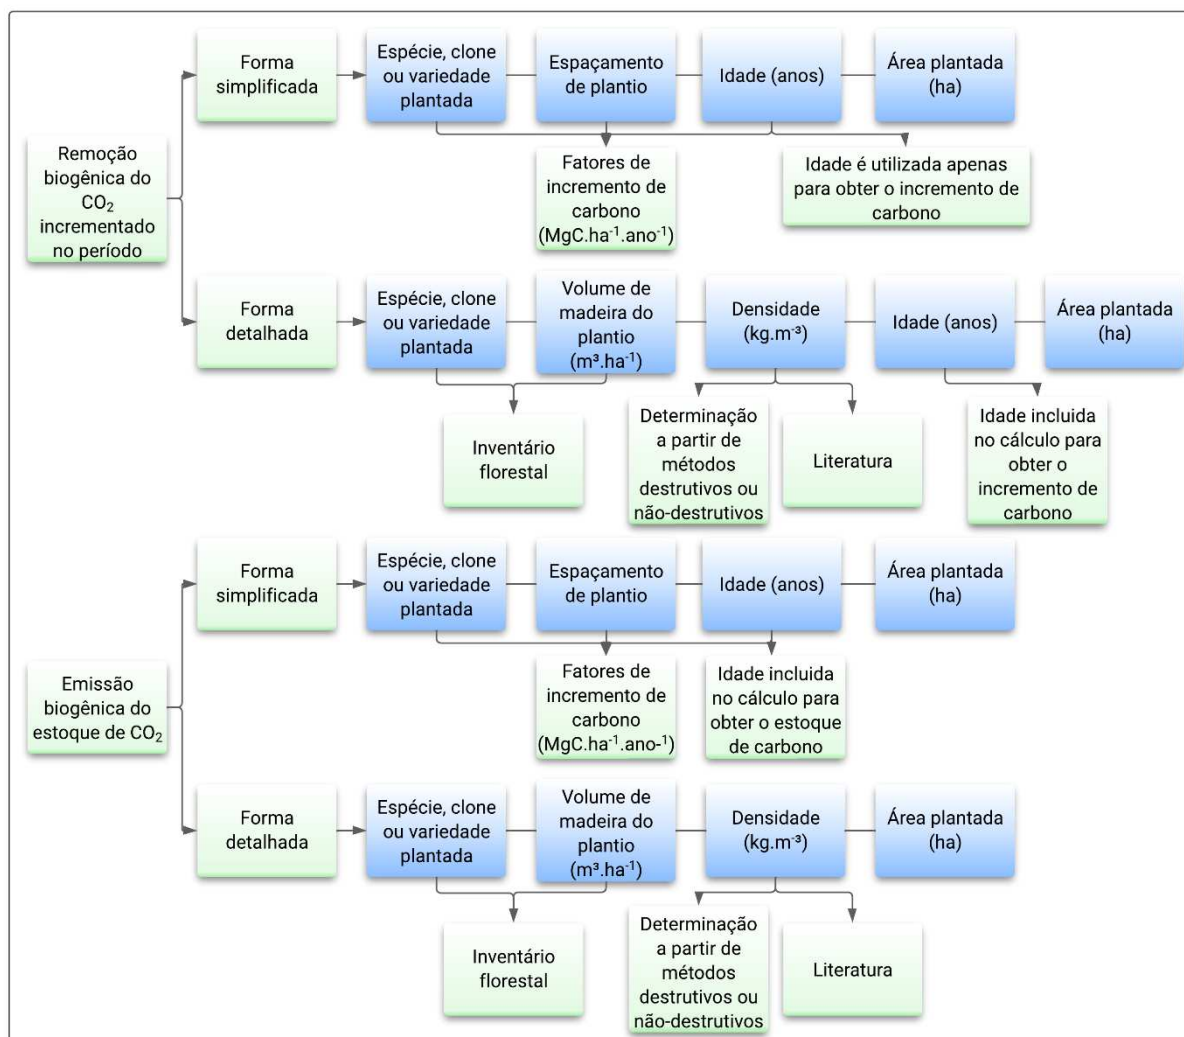 Forma
simplificada
Espécie, clone
ou variedade
plantada
Espaçamento
de plantio
Idade (anos)
Área plantada
(ha)
Remoção
biogênica do
CO₂
incrementado
no período
Fatores de
incremento de
carbono
(MgC.ha⁻¹.ano⁻¹)
Idade é utilizada apenas
para obter o incremento de
carbono
Forma
detalhada
Espécie, clone
ou variedade
plantada
Volume de
madeira do
plantio
(m³.ha⁻¹)
Densidade
(kg.m⁻³)
Idade (anos)
Área plantada
(ha)
Inventário
florestal
Determinação
a partir de
métodos
destrutivos ou
não-destrutivos
Literatura
Idade incluida
no cálculo para
obter o
incremento de
carbono
Forma
simplificada
Espécie, clone
ou variedade
plantada
Espaçamento
de plantio
Idade (anos)
Área plantada
(ha)
Emissão
biogênica do
estoque de CO₂
Fatores de
incremento de
carbono
(MgC.ha⁻¹.ano-¹)
Idade incluida
no cálculo para
obter o estoque
de carbono
Forma
detalhada
Espécie, clone
ou variedade
plantada
Volume de
madeira do
plantio
(m³.ha⁻¹)
Densidade
(kg.m⁻³)
Área plantada
(ha)
Inventário
florestal
Determinação
a partir de
métodos
destrutivos ou
não-destrutivos
Literatura